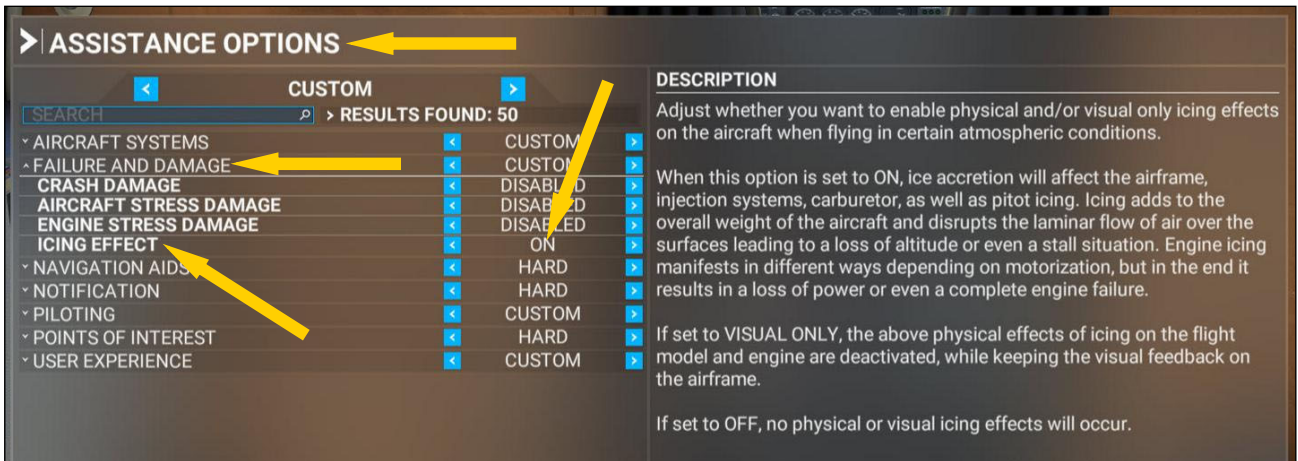 ASSISTANCE OPTIONS
CUSTOM
SEARCH > RESULTS FOUND: 50
AIRCRAFT SYSTEMS CUSTOM
FAILURE AND DAMAGE CUSTOM
CRASH DAMAGE DISABLED
AIRCRAFT STRESS DAMAGE DISABLED
ENGINE STRESS DAMAGE DISABLED
ICING EFFECT ON
NAVIGATION AIDS HARD
NOTIFICATION HARD
PILOTING CUSTOM
POINTS OF INTEREST HARD
USER EXPERIENCE CUSTOM
DESCRIPTION
Adjust whether you want to enable physical and/or visual only icing effects
on the aircraft when flying in certain atmospheric conditions.
When this option is set to ON, ice accretion will affect the airframe,
injection systems, carburetor, as well as pitot icing. Icing adds to the
overall weight of the aircraft and disrupts the laminar flow of air over the
surfaces leading to a loss of altitude or even a stall situation. Engine icing
manifests in different ways depending on motorization, but in the end it
results in a loss of power or even a complete engine failure.
If set to VISUAL ONLY, the above physical effects of icing on the flight
model and engine are deactivated, while keeping the visual feedback on
the airframe.
If set to OFF, no physical or visual icing effects will occur.